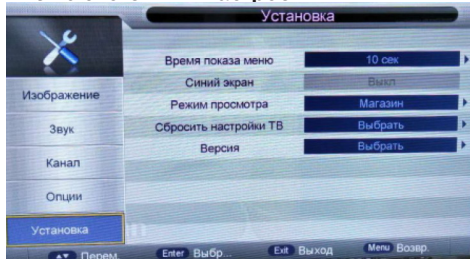 Установка
Время показа меню 10 сек
Синий экран Выкл
Изображение
Режим просмотра Магазин
Звук
Сбросить настройки ТВ Выбрать
Версия Выбрать
Канал
Опции
Установка
Перем. Enter Выбр... Exit Выход Menu Возвр.